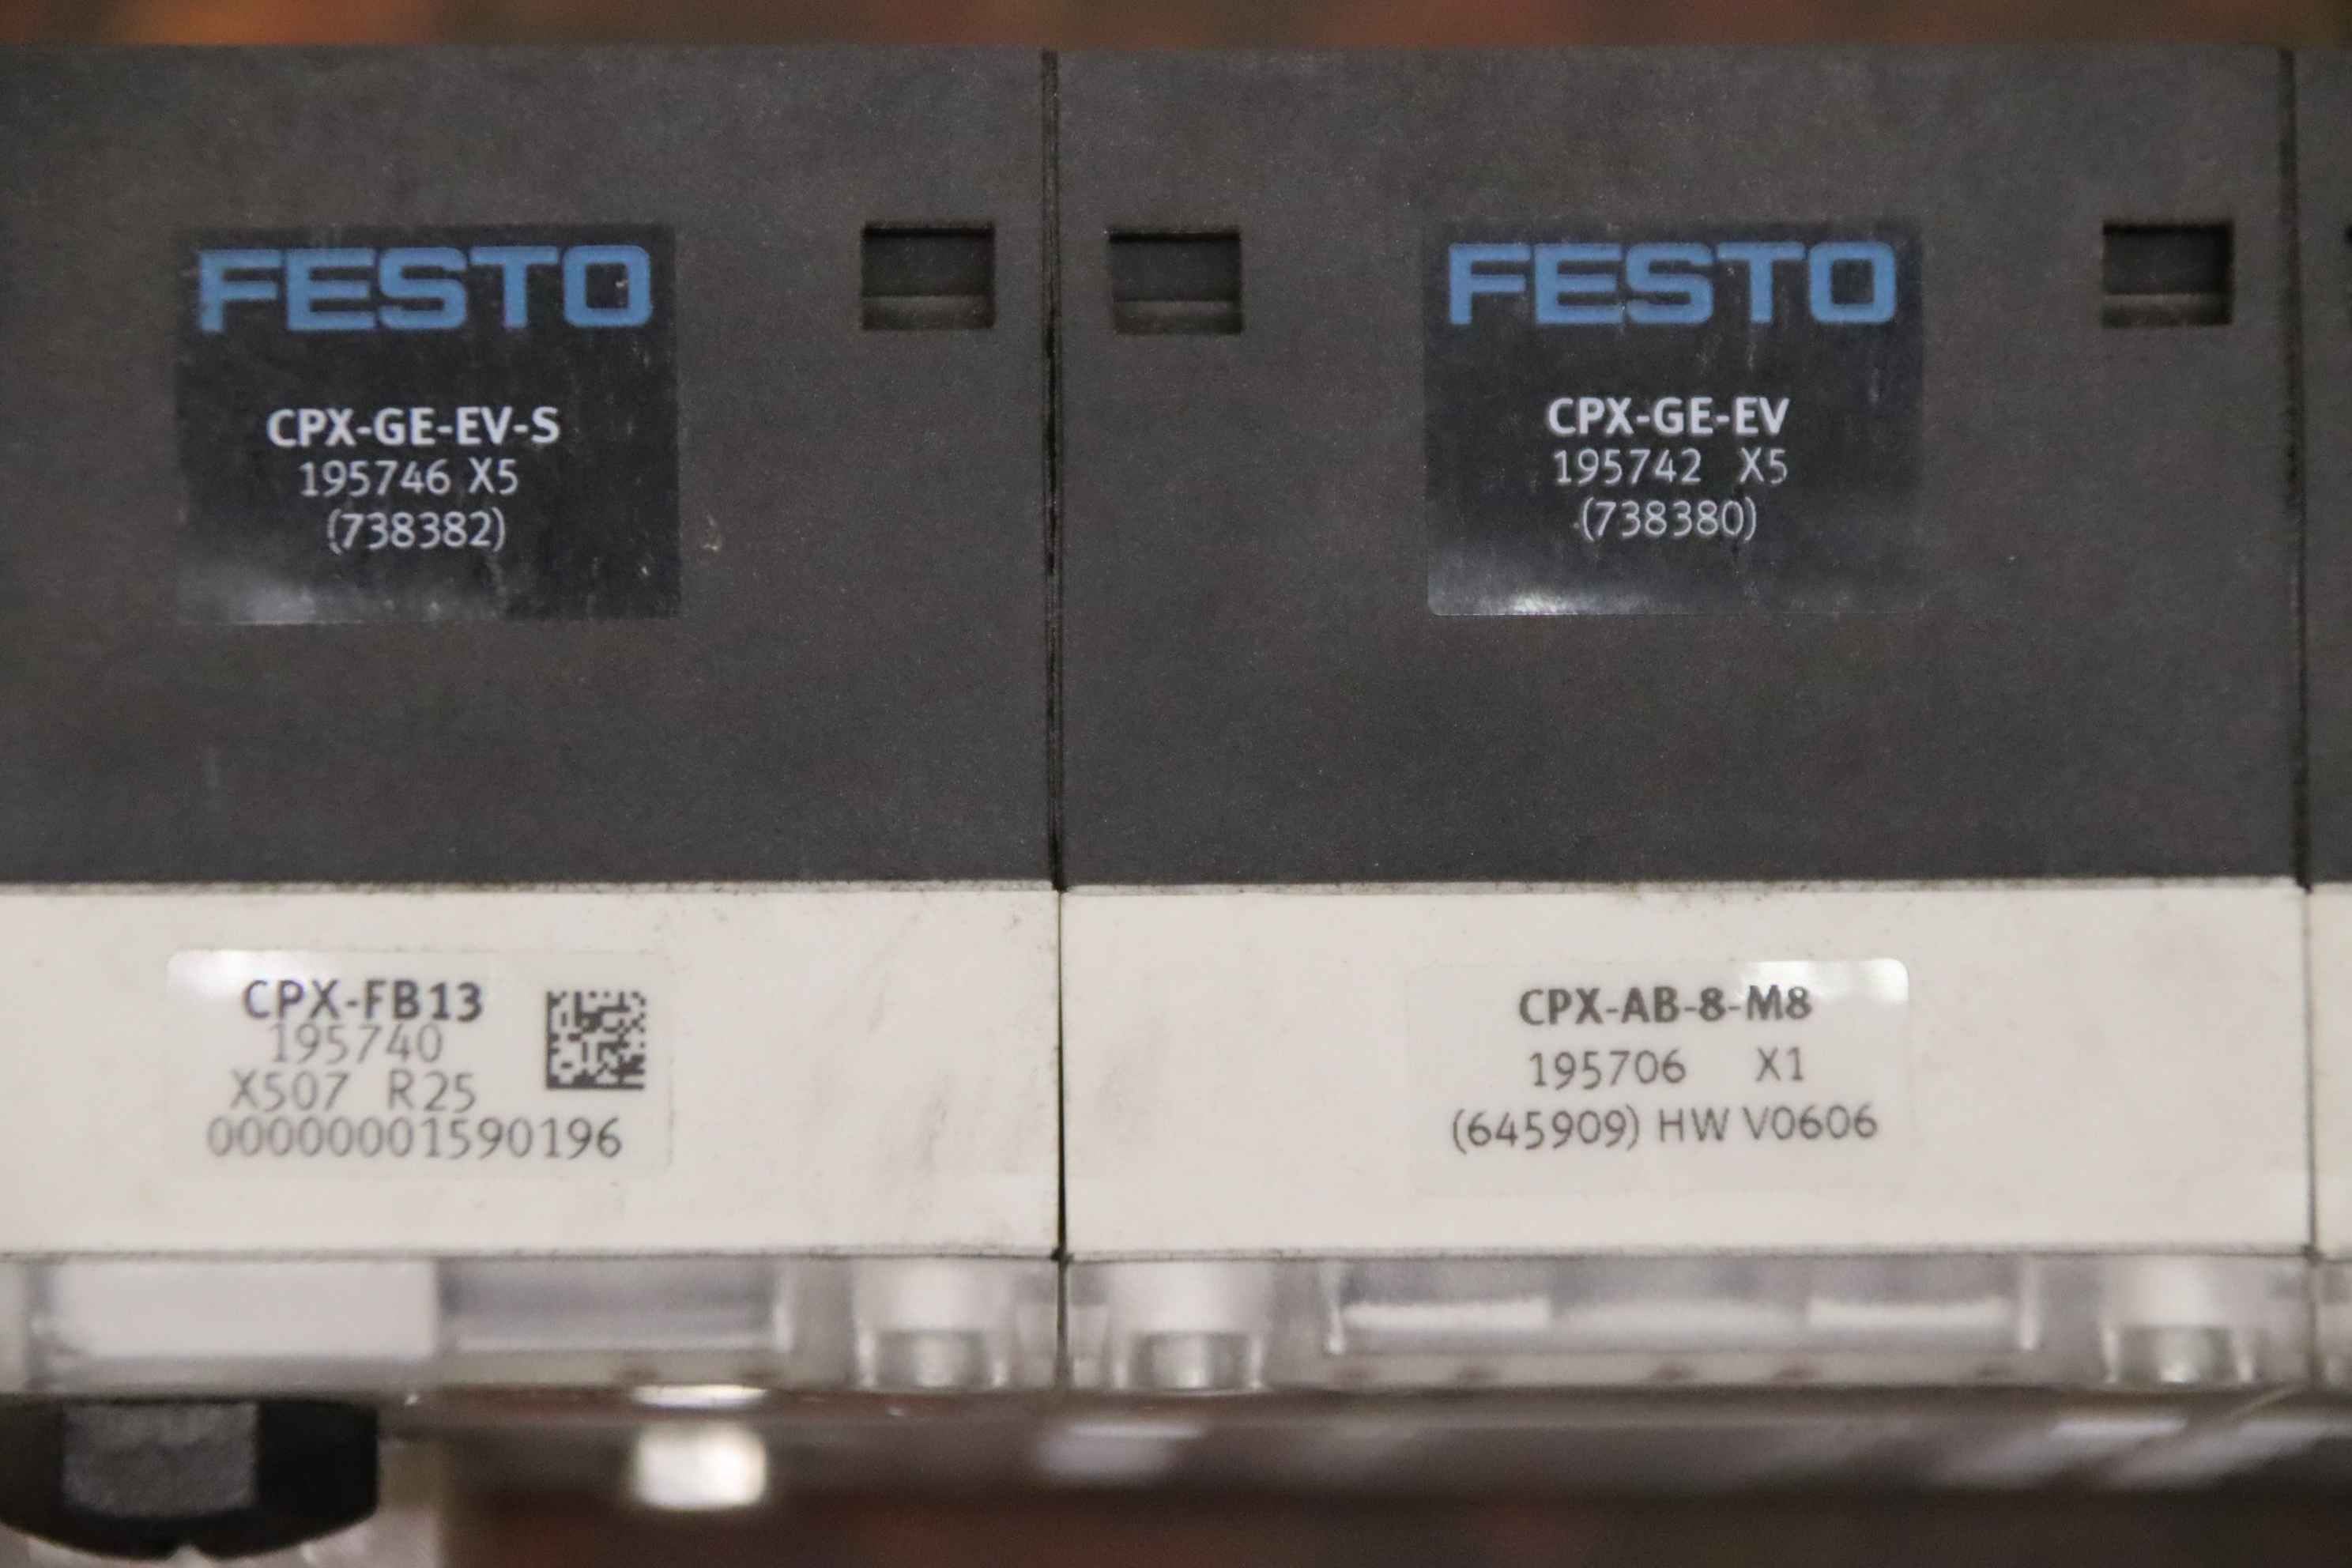 FESTO
CPX-GE-EV-S
195746 X5
(738382)
FESTO
CPX-GE-EV
195742 X5
(738380)
CPX-FB13
195740
X507 R25
00000001590196
CPX-AB-8-M8
195706 X1
(645909) HW V0606